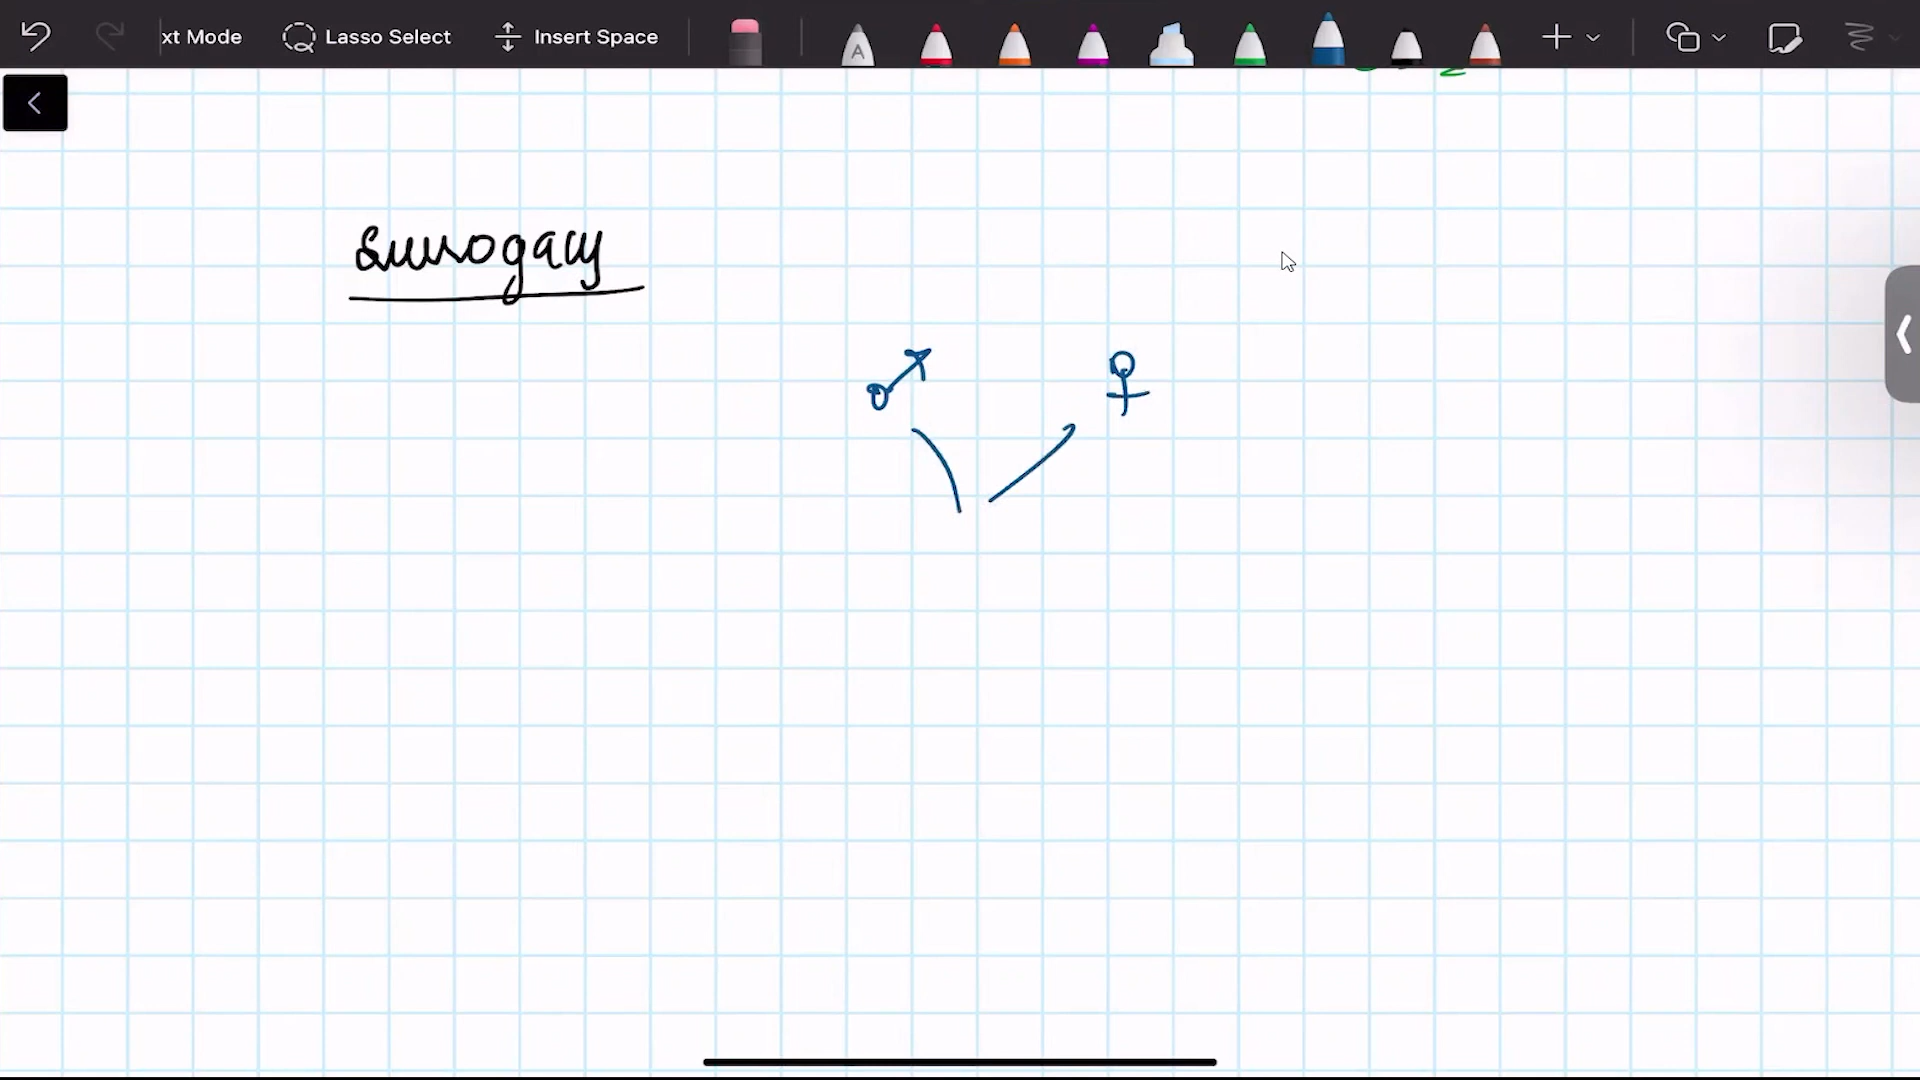 xt Mode Lasso Select Insert Space
A
Surrogacy
♂ ♀